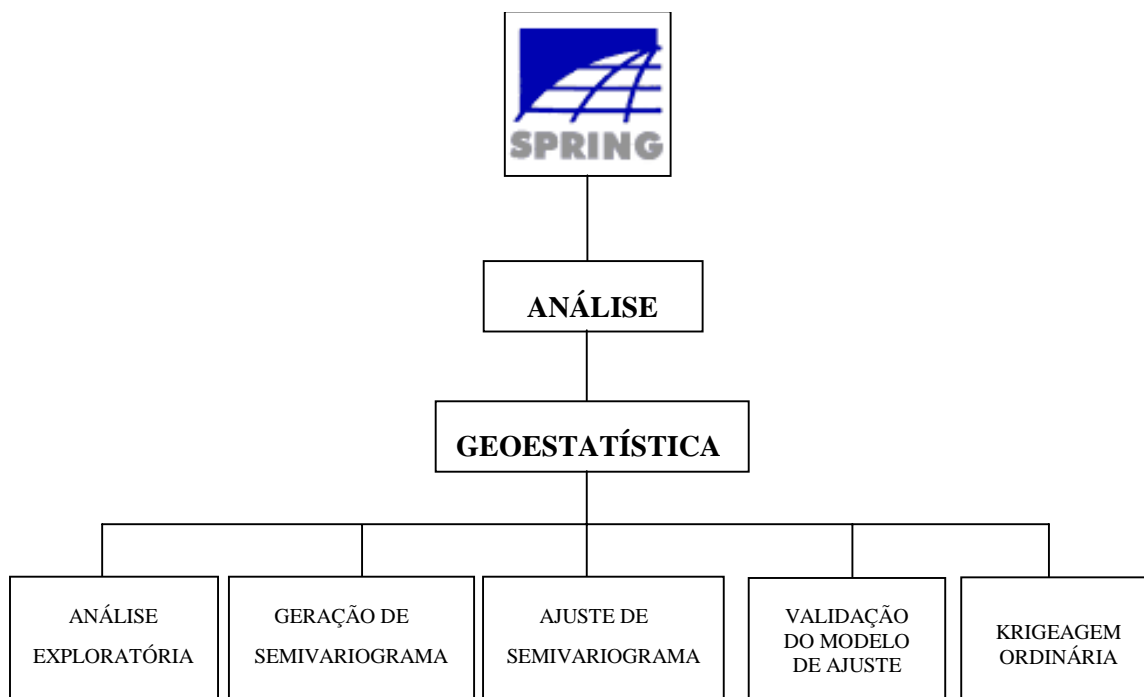 SPRING
ANÁLISE
GEOESTATÍSTICA
ANÁLISE
EXPLORATÓRIA
GERAÇÃO DE
SEMIVARIOGRAMA
AJUSTE DE
SEMIVARIOGRAMA
VALIDAÇÃO
DO MODELO
DE AJUSTE
KRIGEAGEM
ORDINÁRIA